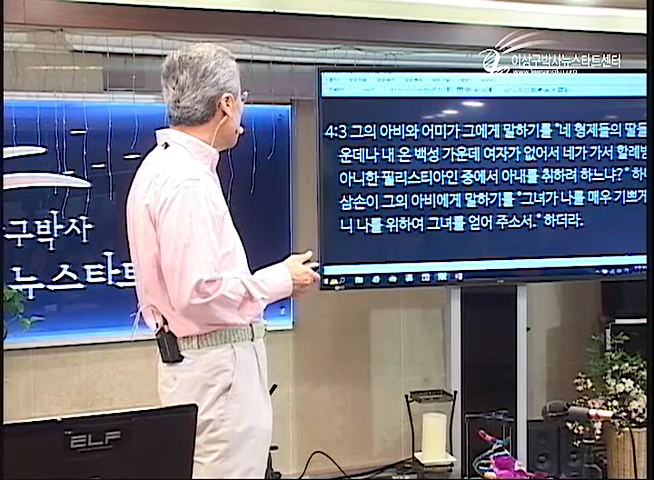 이상구박사뉴스타트센터
www.leesangku.org
4:3 그의 아비와 어미가 그에게 말하기를 "네 형제들의 딸들
운데나 내 온 백성 가운데 여자가 없어서 네가 가서 할례받
아니한 필리스티아인 중에서 아내를 취하려 하느냐?" 하
삼손이 그의 아비에게 말하기를 "그녀가 나를 매우 기쁘게
니 나를 위하여 그녀를 얻어 주소서." 하더라.
구박사
뉴스타트
ELF